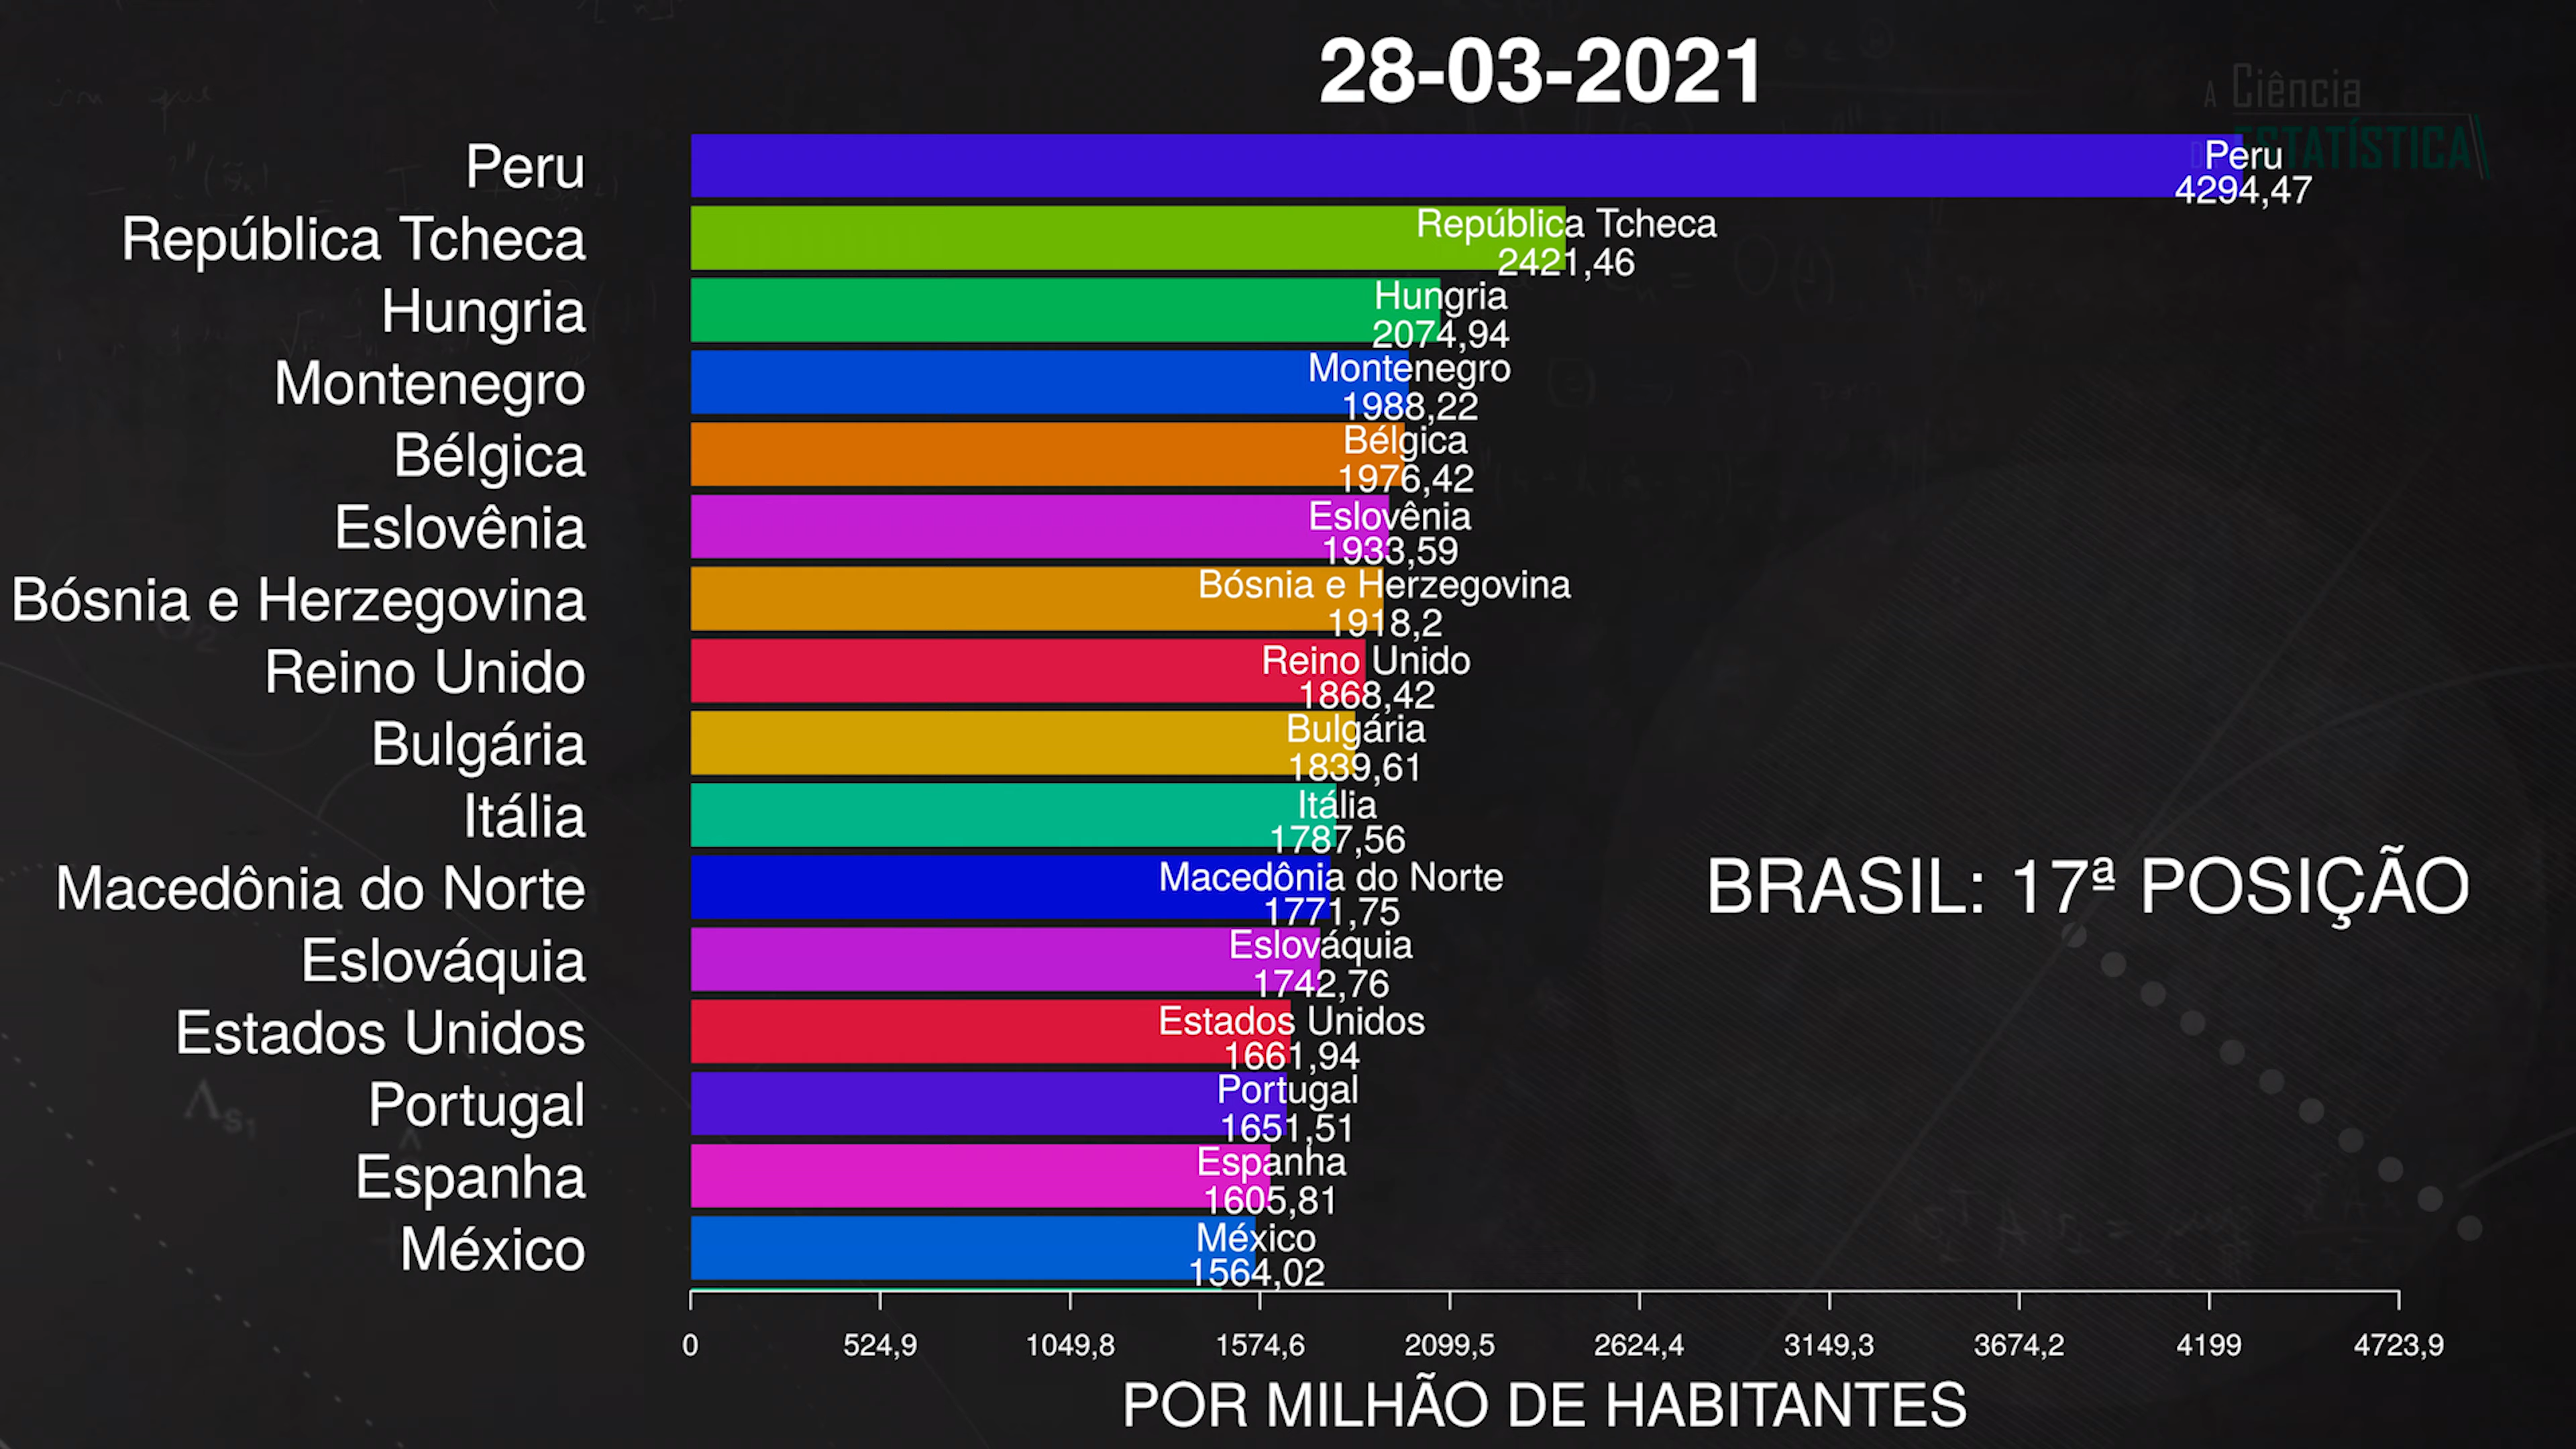 28-03-2021
A Ciência
ESTATÍSTICA
Peru
Peru
4294,47
República Tcheca
República Tcheca
2421,46
Hungria
Hungria
2074,94
Montenegro
Montenegro
1988,22
Bélgica
Bélgica
1976,42
Eslovênia
Eslovênia
1933,59
Bósnia e Herzegovina
Bósnia e Herzegovina
1918,2
Reino Unido
Reino Unido
1868,42
Bulgária
Bulgária
1839,61
Itália
Itália
1787,56
Macedônia do Norte
Macedônia do Norte
1771,75
BRASIL: 17ª POSIÇÃO
Eslováquia
Eslováquia
1742,76
Estados Unidos
Estados Unidos
1661,94
Portugal
Portugal
1651,51
Espanha
Espanha
1605,81
México
México
1564,02
0 524,9 1049,8 1574,6 2099,5 2624,4 3149,3 3674,2 4199 4723,9
POR MILHÃO DE HABITANTES